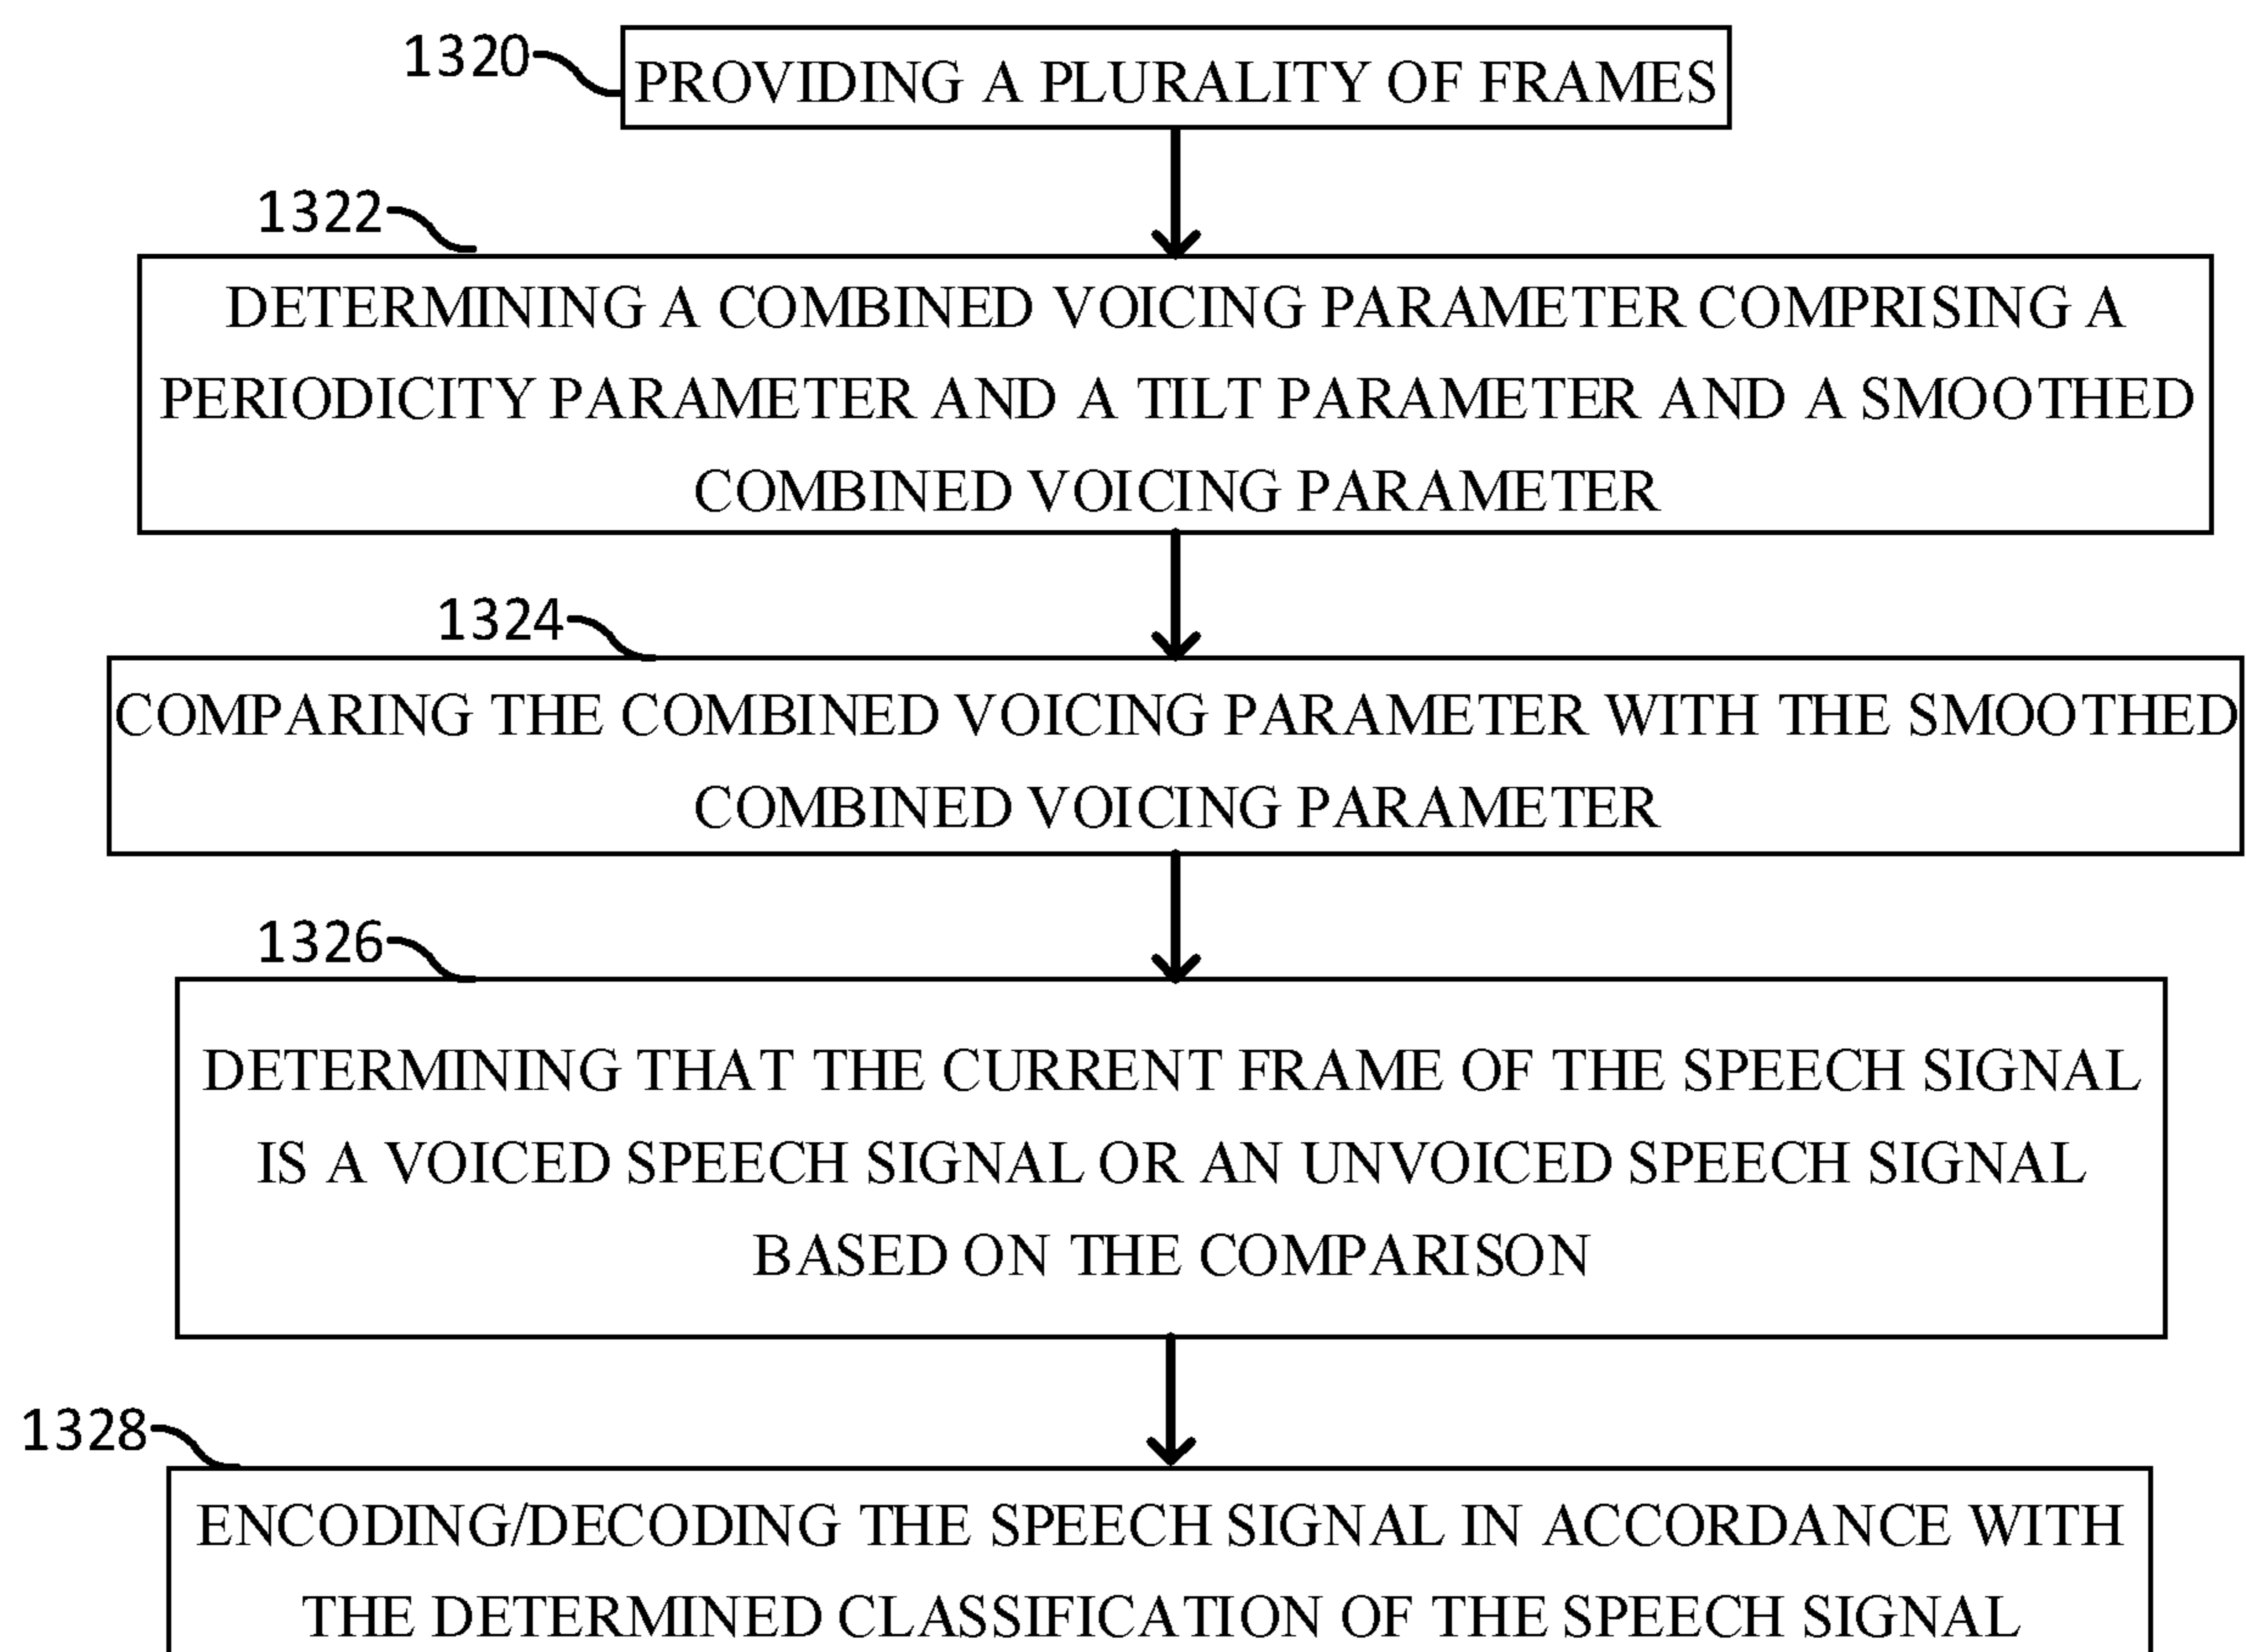 1320
PROVIDING A PLURALITY OF FRAMES
1322
DETERMINING A COMBINED VOICING PARAMETER COMPRISING A
PERIODICITY PARAMETER AND A TILT PARAMETER AND A SMOOTHED
COMBINED VOICING PARAMETER
1324
COMPARING THE COMBINED VOICING PARAMETER WITH THE SMOOTHED
COMBINED VOICING PARAMETER
1326
DETERMINING THAT THE CURRENT FRAME OF THE SPEECH SIGNAL
IS A VOICED SPEECH SIGNAL OR AN UNVOICED SPEECH SIGNAL
BASED ON THE COMPARISON
1328
ENCODING/DECODING THE SPEECH SIGNAL IN ACCORDANCE WITH
THE DETERMINED CLASSIFICATION OF THE SPEECH SIGNAL